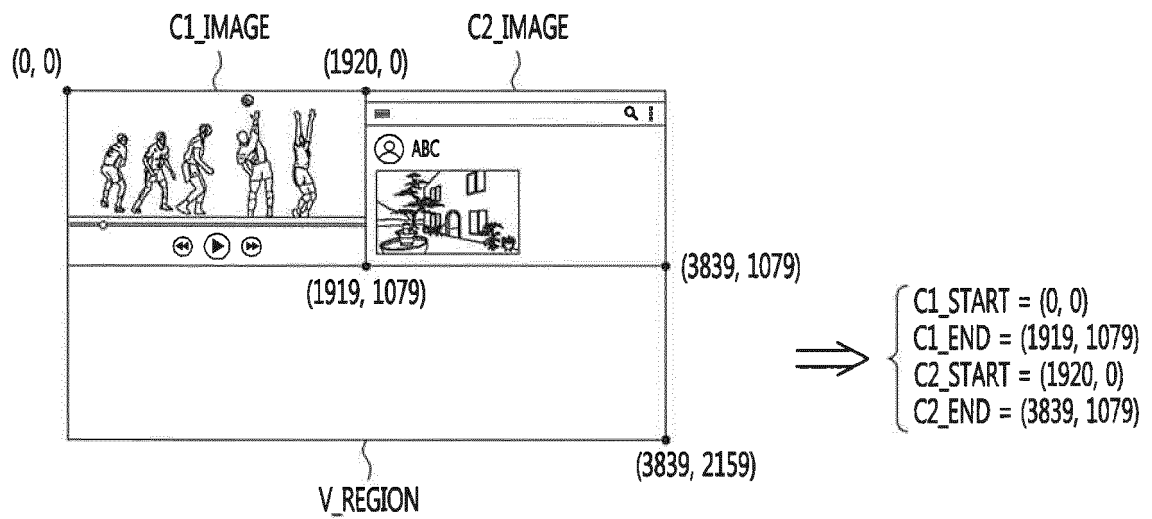 C1_IMAGE
C2_IMAGE
(0, 0)
(1920, 0)
ABC
(1919, 1079)
(3839, 1079)
C1_START = (0, 0)
C1_END = (1919, 1079)
C2_START = (1920, 0)
C2_END = (3839, 1079)
(3839, 2159)
V_REGION